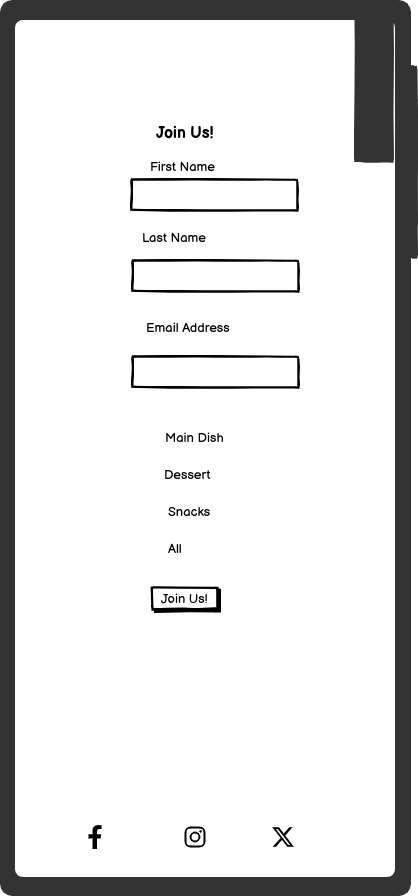 Join Us!
First Name
Last Name
Email Address
Main Dish
Dessert
Snacks
All
Join Us!